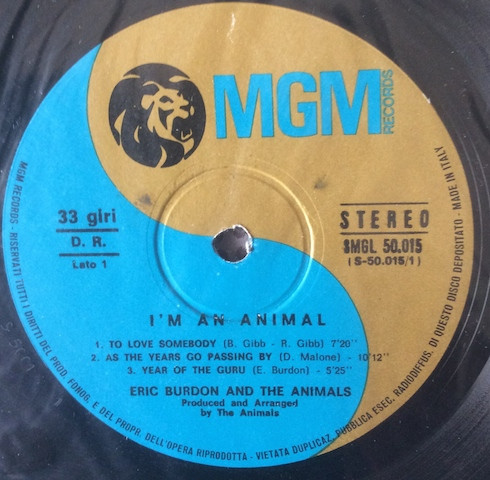 MGM
RECORDS
33 giri
D. R.
Lato 1
STEREO
SMGL 50.015
(S-50.015/1)
I'M AN ANIMAL
1. TO LOVE SOMEBODY (B. Gibb - R. Gibb) 7'20"
2. AS THE YEARS GO PASSING BY (D. Malone) - 10'12"
3. YEAR OF THE GURU (E. Burdon) - 5'25"
ERIC BURDON AND THE ANIMALS
Produced and Arranged
by The Animals
MGM RECORDS - RISERVATI TUTTI I DIRITTI DEL PROD. FONOG. E DEL PROPR. DELL'OPERA RIPRODOTTA - VIETATA DUPLICAZ. PUBBLICA ESEC. RADIODIFFUS. DI QUESTO DISCO DEPOSITATO - MADE IN ITALY